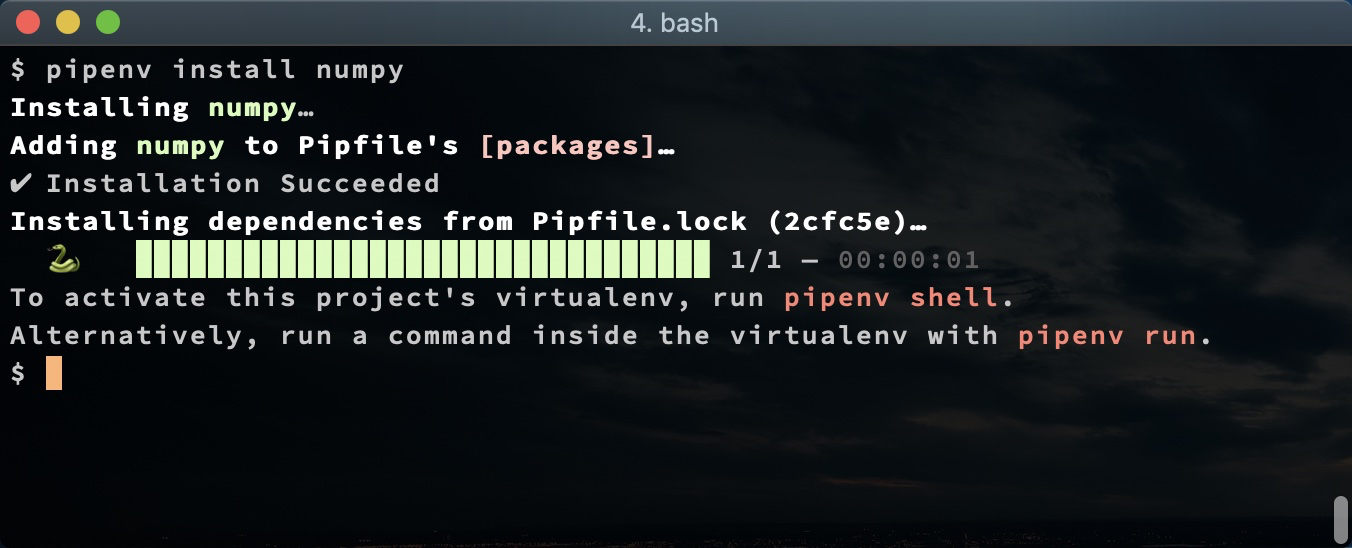 4. bash
$ pipenv install numpy
Installing numpy…
Adding numpy to Pipfile's [packages]…
✔ Installation Succeeded
Installing dependencies from Pipfile.lock (2cfc5e)…
🐍 ▉▉▉▉▉▉▉▉▉▉▉▉▉▉▉▉▉▉▉▉▉▉▉▉▉▉▉▉▉▉▉▉ 1/1 — 00:00:01
To activate this project's virtualenv, run pipenv shell.
Alternatively, run a command inside the virtualenv with pipenv run.
$